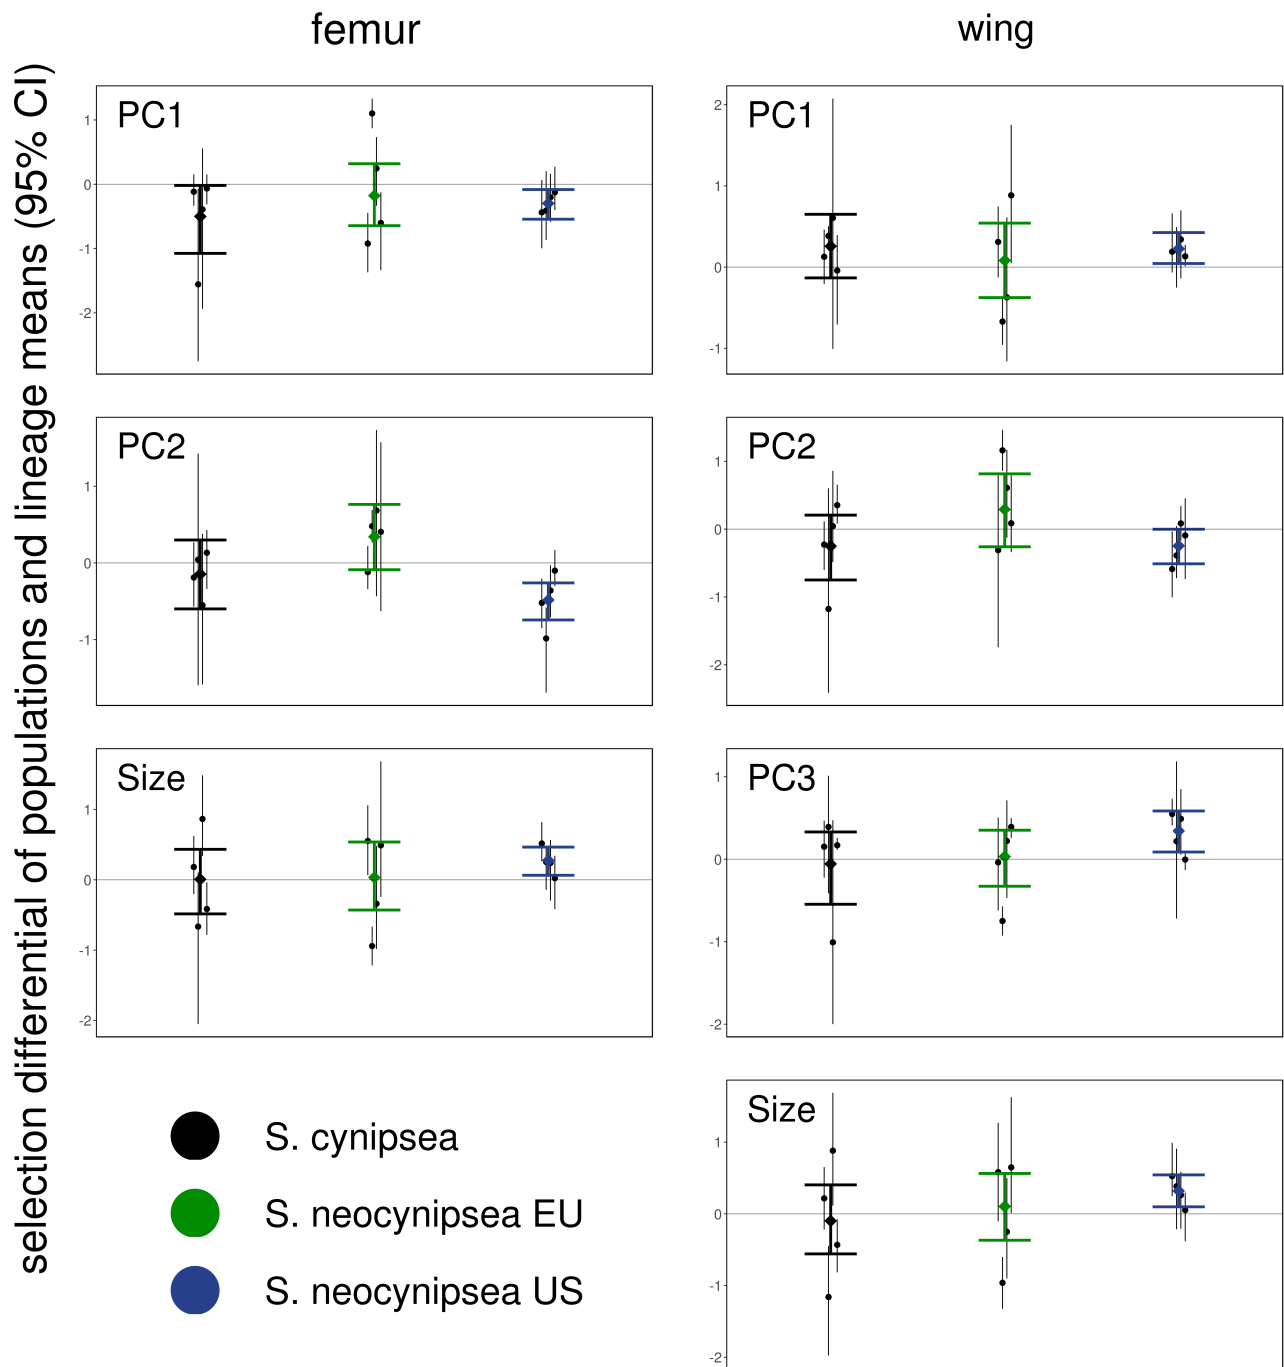 femur
wing
selection differential of populations and lineage means (95% CI)
PC1
1
0
-1
-2
PC1
2
1
0
-1
PC2
1
0
-1
PC2
1
0
-1
-2
Size
1
0
-1
-2
PC3
1
0
-1
-2
S. cynipsea
S. neocynipsea EU
S. neocynipsea US
Size
1
0
-1
-2